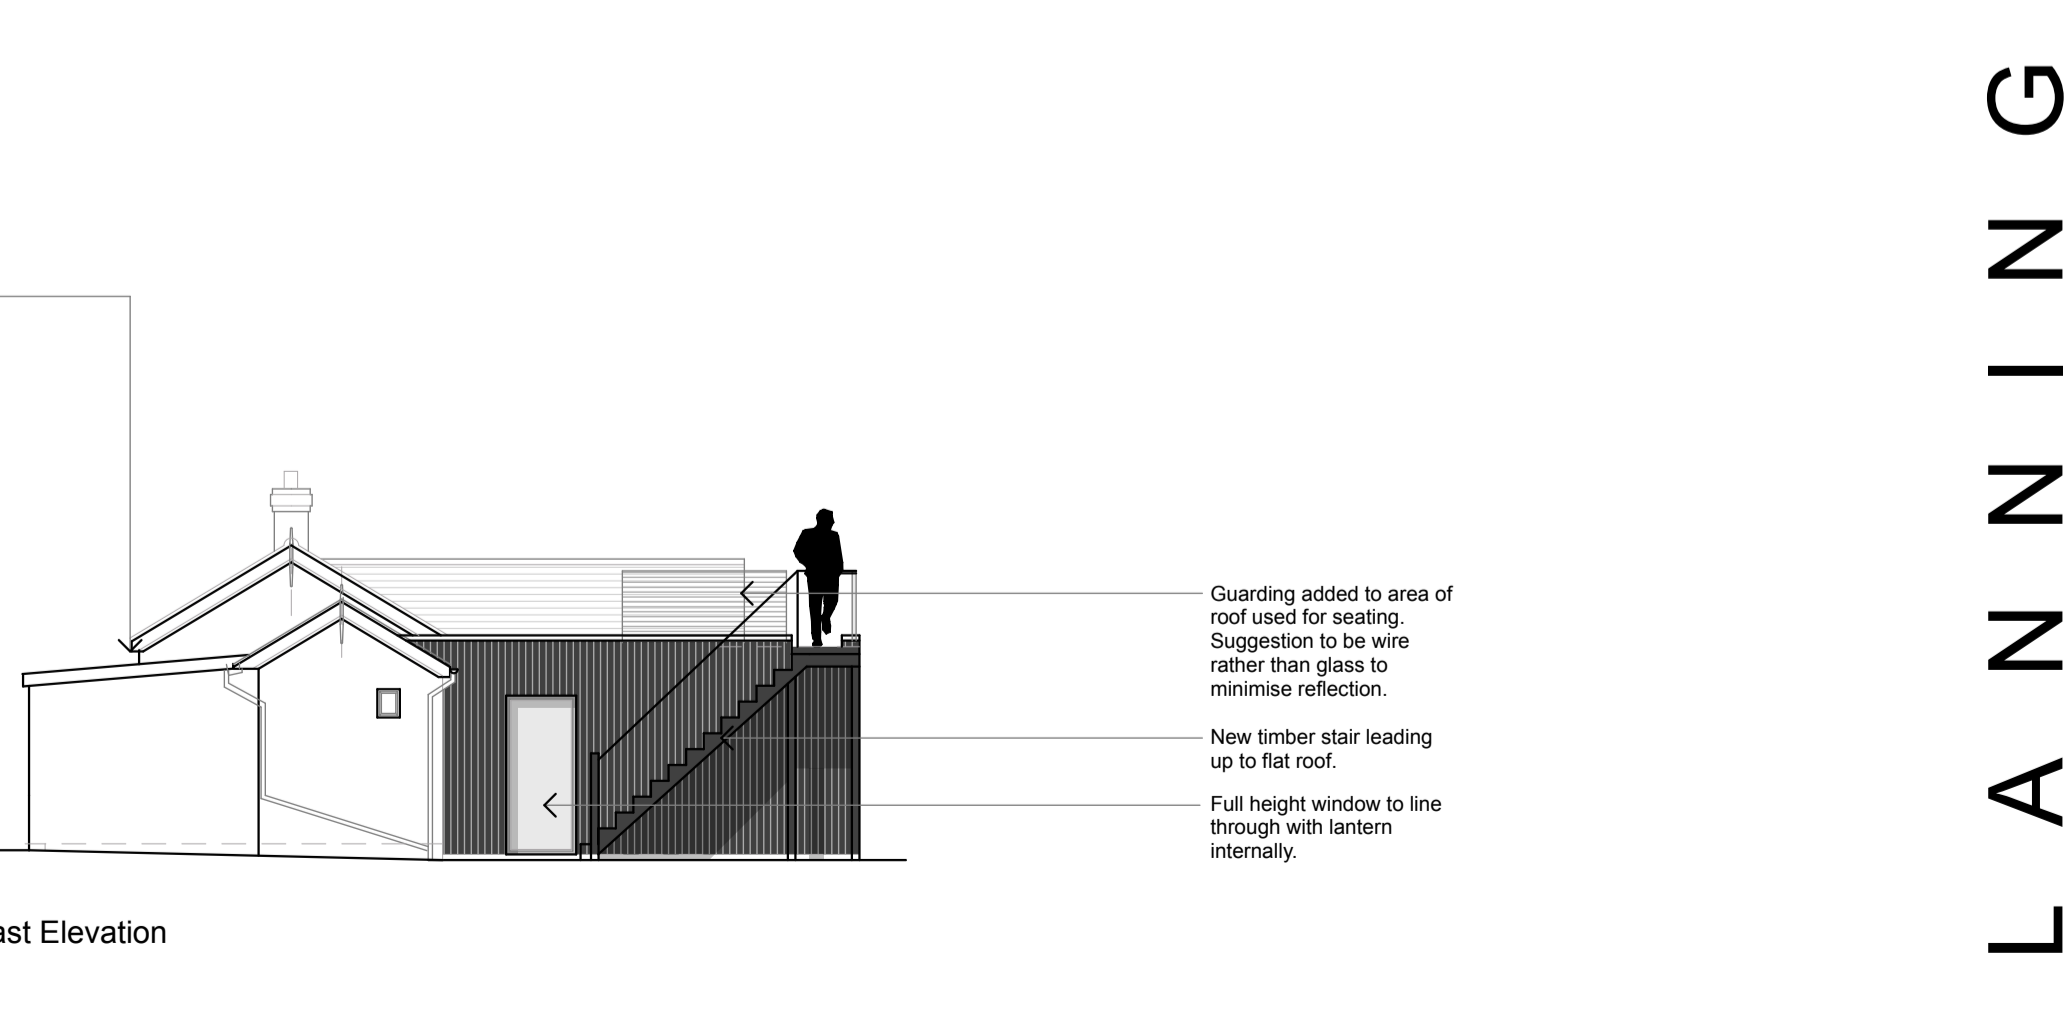 Guarding added to area of
roof used for seating.
Suggestion to be wire
rather than glass to
minimise reflection.
New timber stair leading
up to flat roof.
Full height window to line
through with lantern
internally.
ast Elevation
LANNING